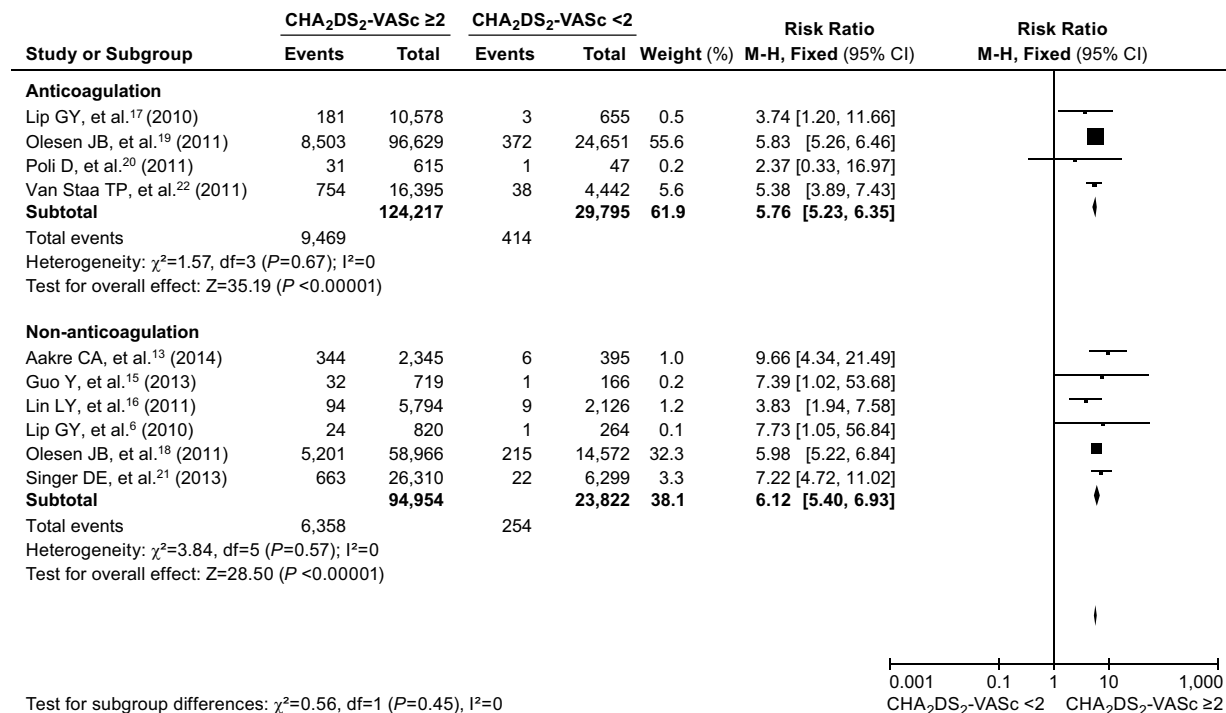 CHA₂DS₂-VASc ≥2 CHA₂DS₂-VASc <2 Risk Ratio Risk Ratio
Study or Subgroup Events Total Events Total Weight (%) M-H, Fixed (95% CI) M-H, Fixed (95% CI)
Anticoagulation
Lip GY, et al.¹⁷ (2010) 181 10,578 3 655 0.5 3.74 [1.20, 11.66]
Olesen JB, et al.¹⁹ (2011) 8,503 96,629 372 24,651 55.6 5.83 [5.26, 6.46]
Poli D, et al.²⁰ (2011) 31 615 1 47 0.2 2.37 [0.33, 16.97]
Van Staa TP, et al.²² (2011) 754 16,395 38 4,442 5.6 5.38 [3.89, 7.43]
Subtotal 124,217 29,795 61.9 5.76 [5.23, 6.35]
Total events 9,469 414
Heterogeneity: χ²=1.57, df=3 (P=0.67); I²=0
Test for overall effect: Z=35.19 (P <0.00001)
Non-anticoagulation
Aakre CA, et al.¹³ (2014) 344 2,345 6 395 1.0 9.66 [4.34, 21.49]
Guo Y, et al.¹⁵ (2013) 32 719 1 166 0.2 7.39 [1.02, 53.68]
Lin LY, et al.¹⁶ (2011) 94 5,794 9 2,126 1.2 3.83 [1.94, 7.58]
Lip GY, et al.⁶ (2010) 24 820 1 264 0.1 7.73 [1.05, 56.84]
Olesen JB, et al.¹⁸ (2011) 5,201 58,966 215 14,572 32.3 5.98 [5.22, 6.84]
Singer DE, et al.²¹ (2013) 663 26,310 22 6,299 3.3 7.22 [4.72, 11.02]
Subtotal 94,954 23,822 38.1 6.12 [5.40, 6.93]
Total events 6,358 254
Heterogeneity: χ²=3.84, df=5 (P=0.57); I²=0
Test for overall effect: Z=28.50 (P <0.00001)
0.001 0.1 1 10 1,000
Test for subgroup differences: χ²=0.56, df=1 (P=0.45), I²=0 CHA₂DS₂-VASc <2 CHA₂DS₂-VASc ≥2